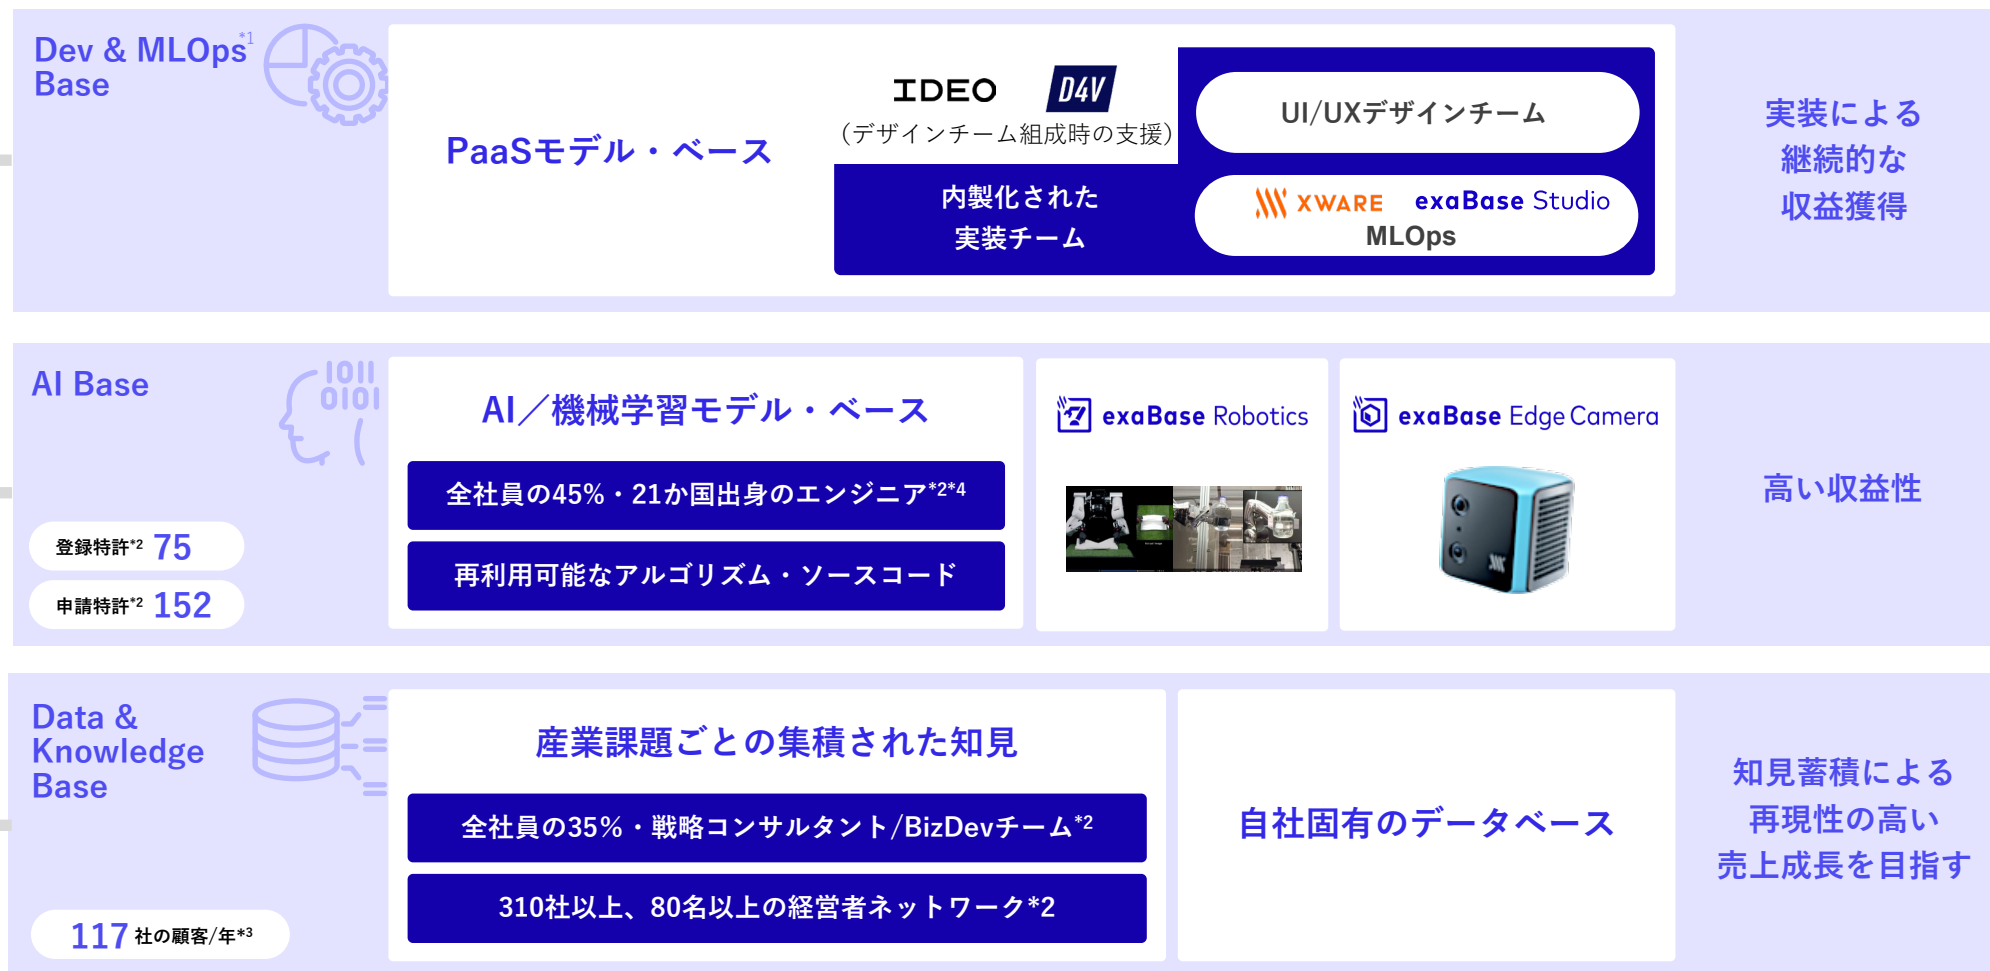 Dev & MLOps*1
Base
PaaSモデル・ベース
IDEO D4V
（デザインチーム組成時の支援）
内製化された
実装チーム
UI/UXデザインチーム
XWARE exaBase Studio
MLOps
実装による
継続的な
収益獲得
AI Base
1011
0101
登録特許*2 75
申請特許*2 152
AI／機械学習モデル・ベース
全社員の45%・21か国出身のエンジニア*2*4
再利用可能なアルゴリズム・ソースコード
exaBase Robotics
exaBase Edge Camera
高い収益性
Data &
Knowledge
Base
117社の顧客/年*3
産業課題ごとの集積された知見
全社員の35%・戦略コンサルタント/BizDevチーム*2
310社以上、80名以上の経営者ネットワーク*2
自社固有のデータベース
知見蓄積による
再現性の高い
売上成長を目指す